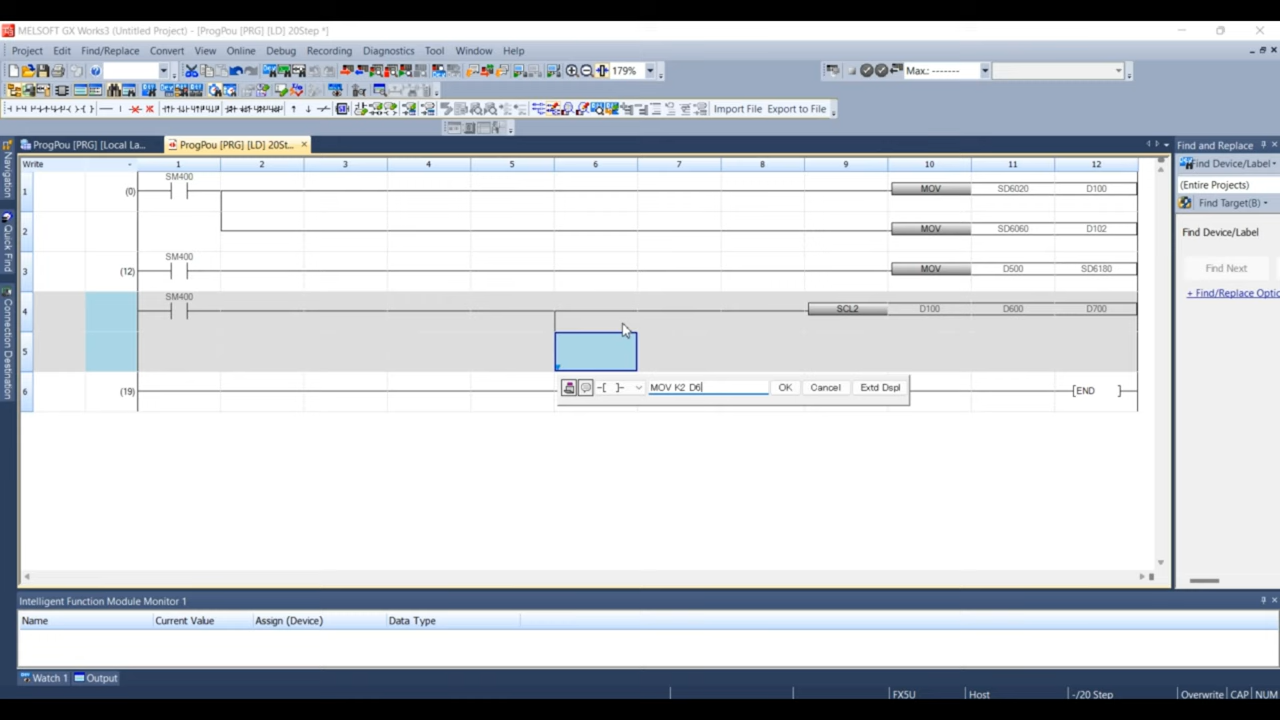 MELSOFT GX Works3 (Untitled Project) - [ProgPou [PRG] [LD] 20Step *]
Project Edit Find/Replace Convert View Online Debug Recording Diagnostics Tool Window Help
179% Max.: -------
Import File Export to File
ProgPou [PRG] [Local La... ProgPou [PRG] [LD] 20St... Find and Replace
Write 1 2 3 4 5 6 7 8 9 10 11 12
Navigation
Quick Find
Connection Destination
Find Device/Label
(Entire Projects)
Find Target(B)
Find Device/Label
Find Next
+ Find/Replace Optic
SM400
1 (0) MOV SD6020 D100
2 MOV SD6060 D102
SM400
3 (12) MOV D500 SD6180
SM400
4 SCL2 D100 D600 D700
5
MOV K2 D6 OK Cancel Extd Dspl
6 (19) [END ]
Intelligent Function Module Monitor 1
Name Current Value Assign (Device) Data Type
Watch 1 Output
FX5U Host -/20 Step Overwrite CAP NUM